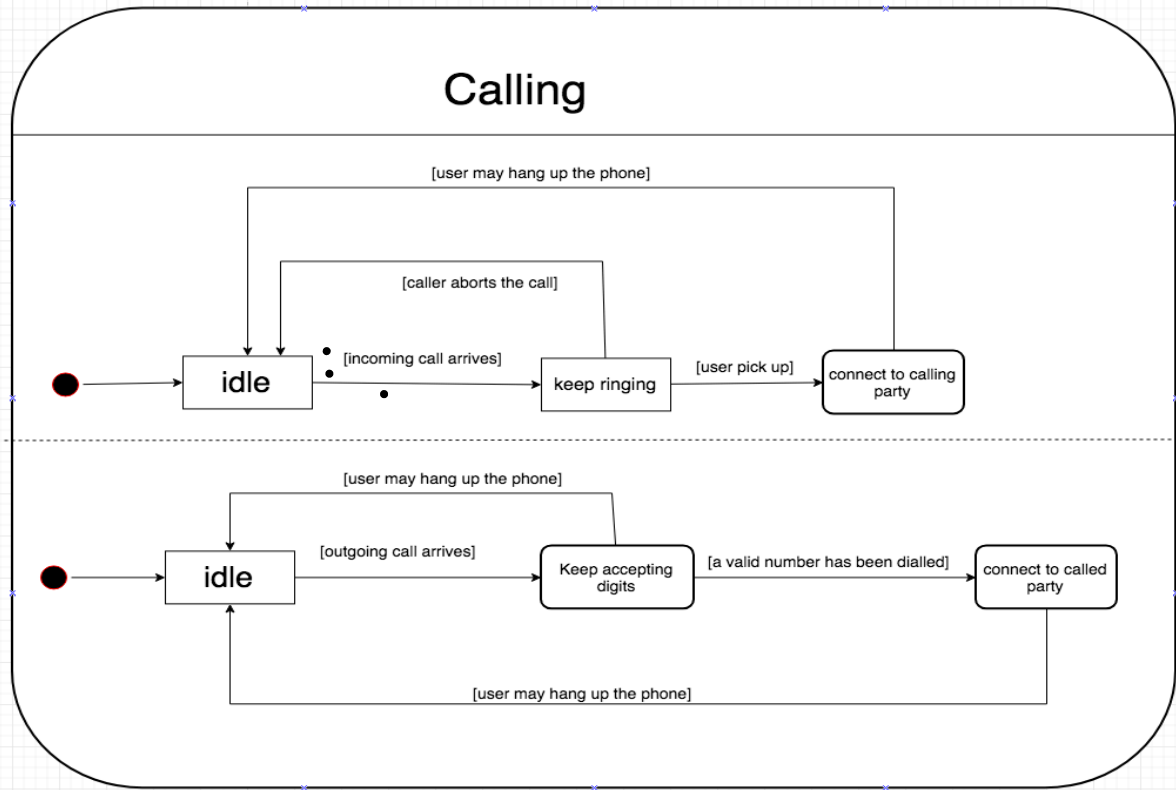 Calling
[user may hang up the phone]
[caller aborts the call]
[incoming call arrives]
[user pick up]
idle
keep ringing
connect to calling
party
[user may hang up the phone]
[outgoing call arrives]
[a valid number has been dialled]
idle
Keep accepting
digits
connect to called
party
[user may hang up the phone]